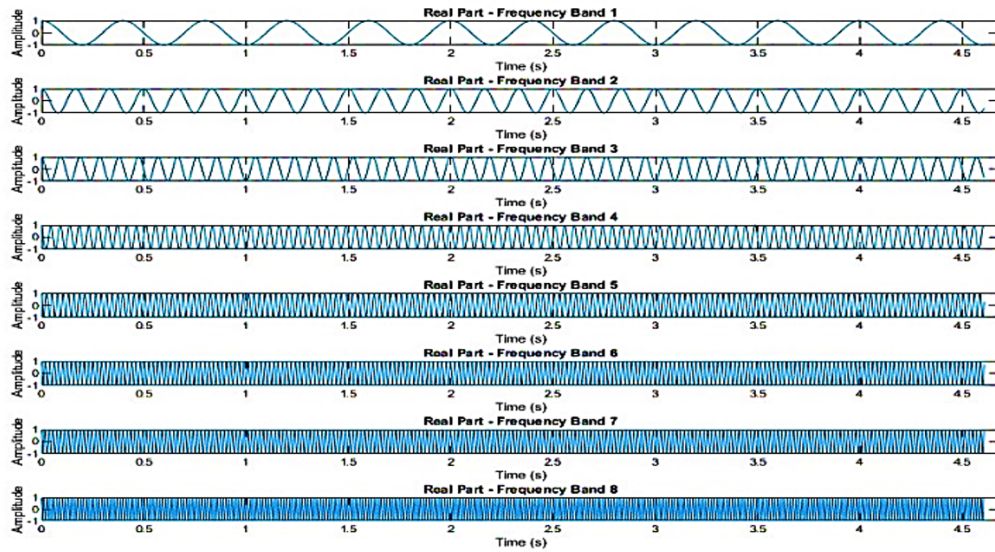 Real Part - Frequency Band 1
Amplitude
1
0
-1
0 0.5 1 1.5 2 2.5 3 3.5 4 4.5
Time (s)
Real Part - Frequency Band 2
Amplitude
1
0
-1
0 0.5 1 1.5 2 2.5 3 3.5 4 4.5
Time (s)
Real Part - Frequency Band 3
Amplitude
1
0
-1
0 0.5 1 1.5 2 2.5 3 3.5 4 4.5
Time (s)
Real Part - Frequency Band 4
Amplitude
1
0
-1
0 0.5 1 1.5 2 2.5 3 3.5 4 4.5
Time (s)
Real Part - Frequency Band 5
Amplitude
1
0
-1
0 0.5 1 1.5 2 2.5 3 3.5 4 4.5
Time (s)
Real Part - Frequency Band 6
Amplitude
1
0
-1
0 0.5 1 1.5 2 2.5 3 3.5 4 4.5
Time (s)
Real Part - Frequency Band 7
Amplitude
1
0
-1
0 0.5 1 1.5 2 2.5 3 3.5 4 4.5
Time (s)
Real Part - Frequency Band 8
Amplitude
1
0
-1
0 0.5 1 1.5 2 2.5 3 3.5 4 4.5
Time (s)